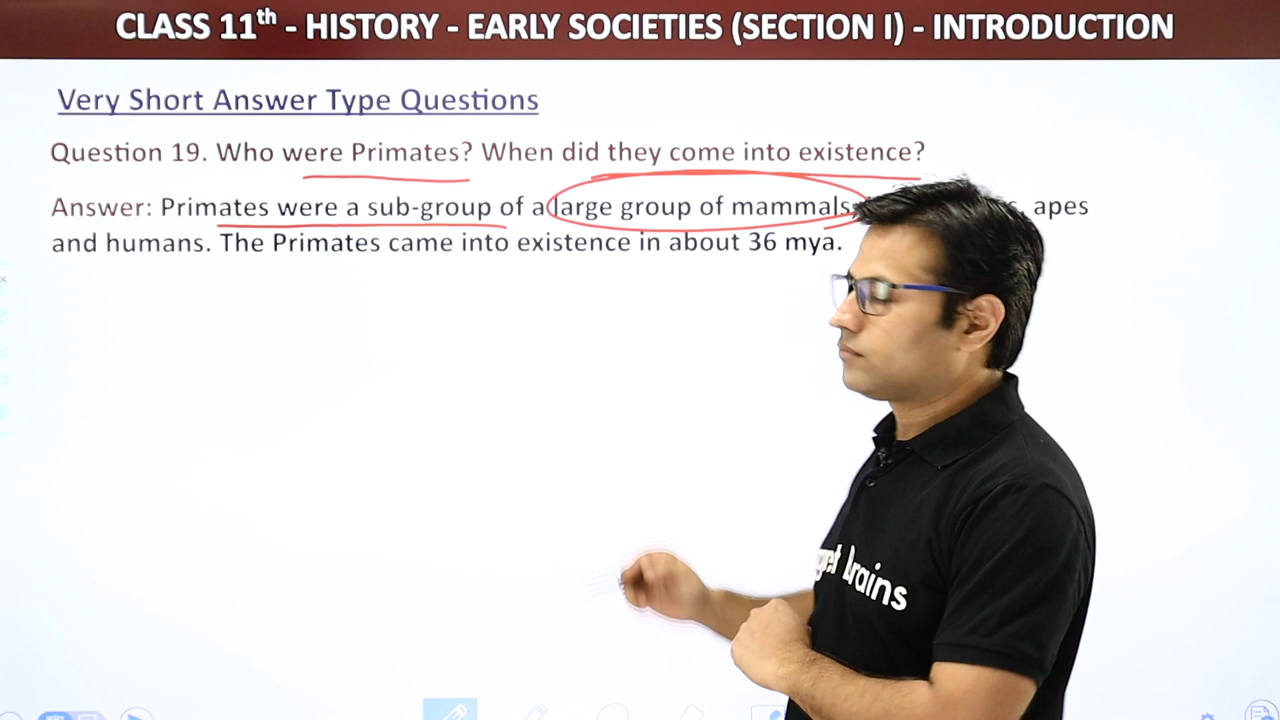 CLASS 11th - HISTORY - EARLY SOCIETIES (SECTION I) - INTRODUCTION
Very Short Answer Type Questions
Question 19. Who were Primates? When did they come into existence?
Answer: Primates were a sub-group of a large group of mammals, apes
and humans. The Primates came into existence in about 36 mya.